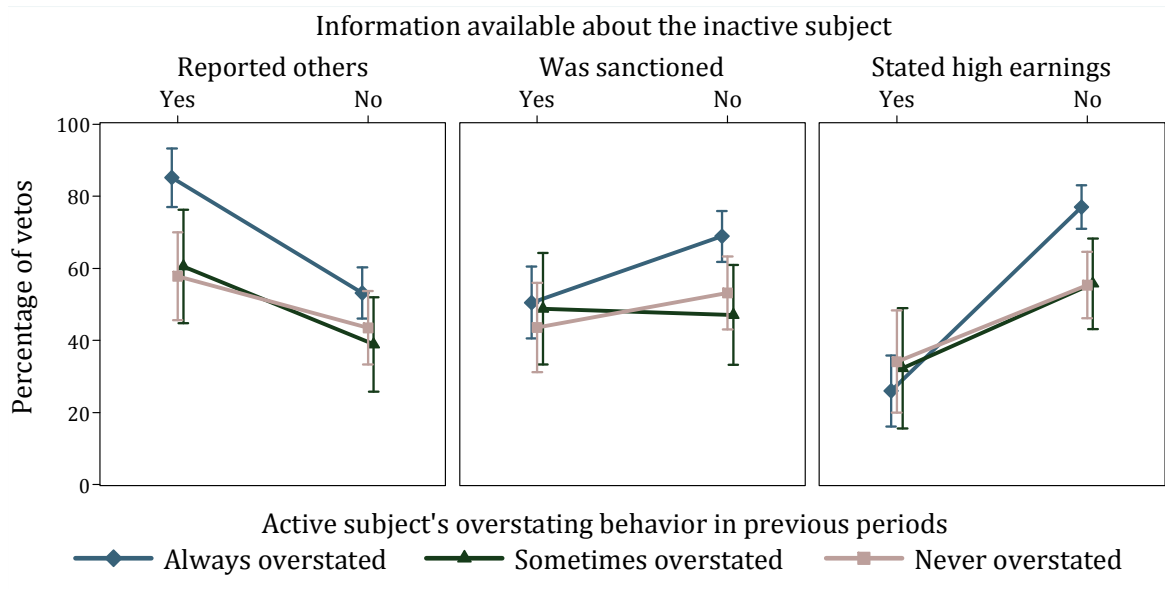 Information available about the inactive subject
Reported others Was sanctioned Stated high earnings
Yes No Yes No Yes No
100
80
60
40
20
0
Percentage of vetos
Active subject's overstating behavior in previous periods
Always overstated Sometimes overstated Never overstated